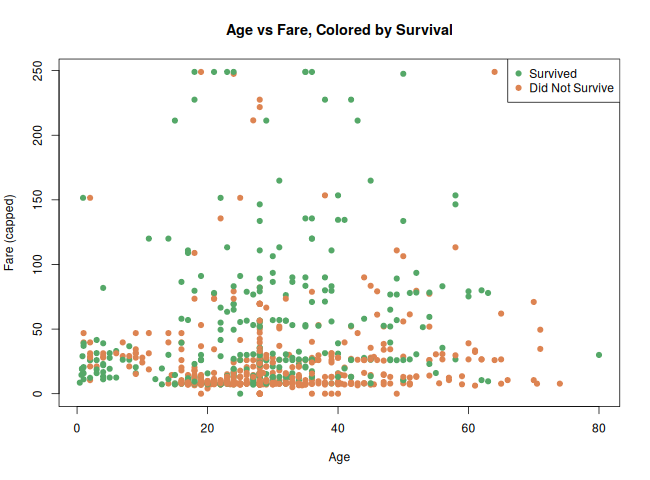 Age vs Fare, Colored by Survival
Survived
Did Not Survive
Fare (capped)
250
200
150
100
50
0
0 20 40 60 80
Age